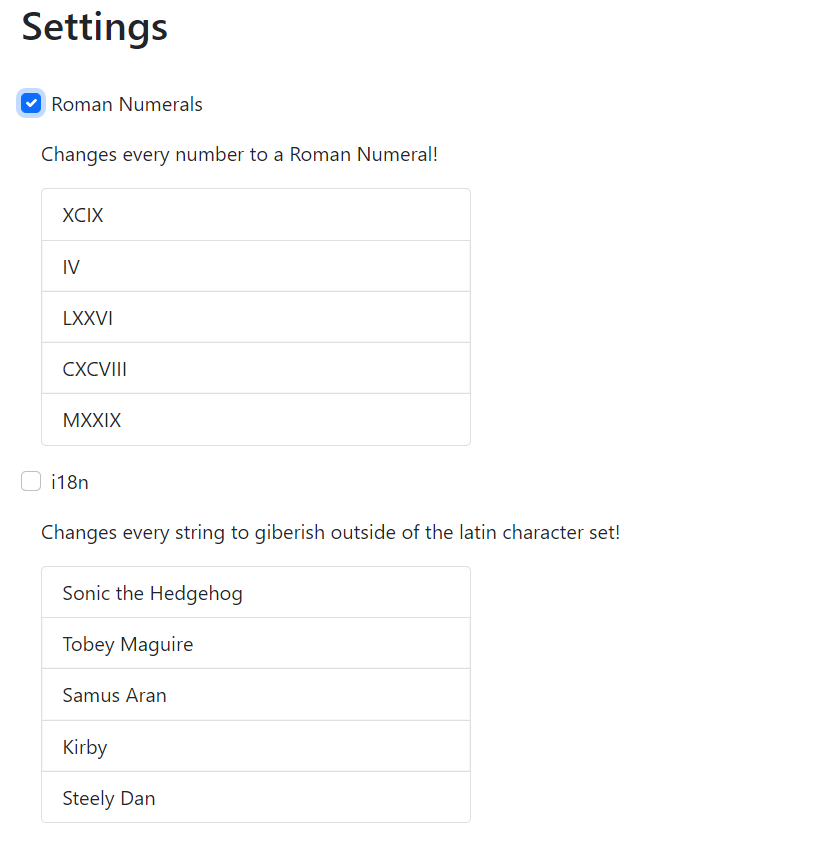 Settings
Roman Numerals
Changes every number to a Roman Numeral!
XCIX
IV
LXXVI
CXCVIII
MXXIX
i18n
Changes every string to giberish outside of the latin character set!
Sonic the Hedgehog
Tobey Maguire
Samus Aran
Kirby
Steely Dan